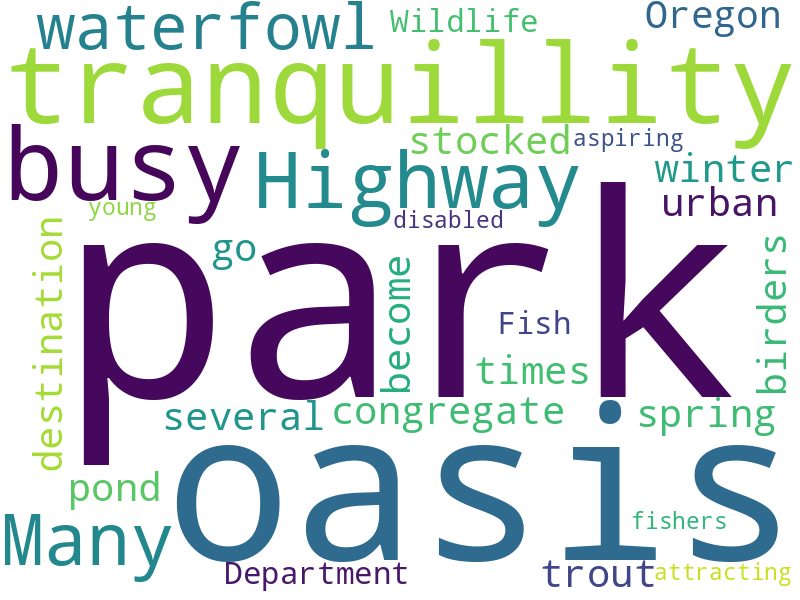 waterfowl
Wildlife
Oregon
tranquillity
busy
Highway
stocked
aspiring
winter
young
disabled
urban
go
park
destination
become
birders
Fish
times
several
congregate
spring
oasis
pond
Many
fishers
Department
trout
attracting